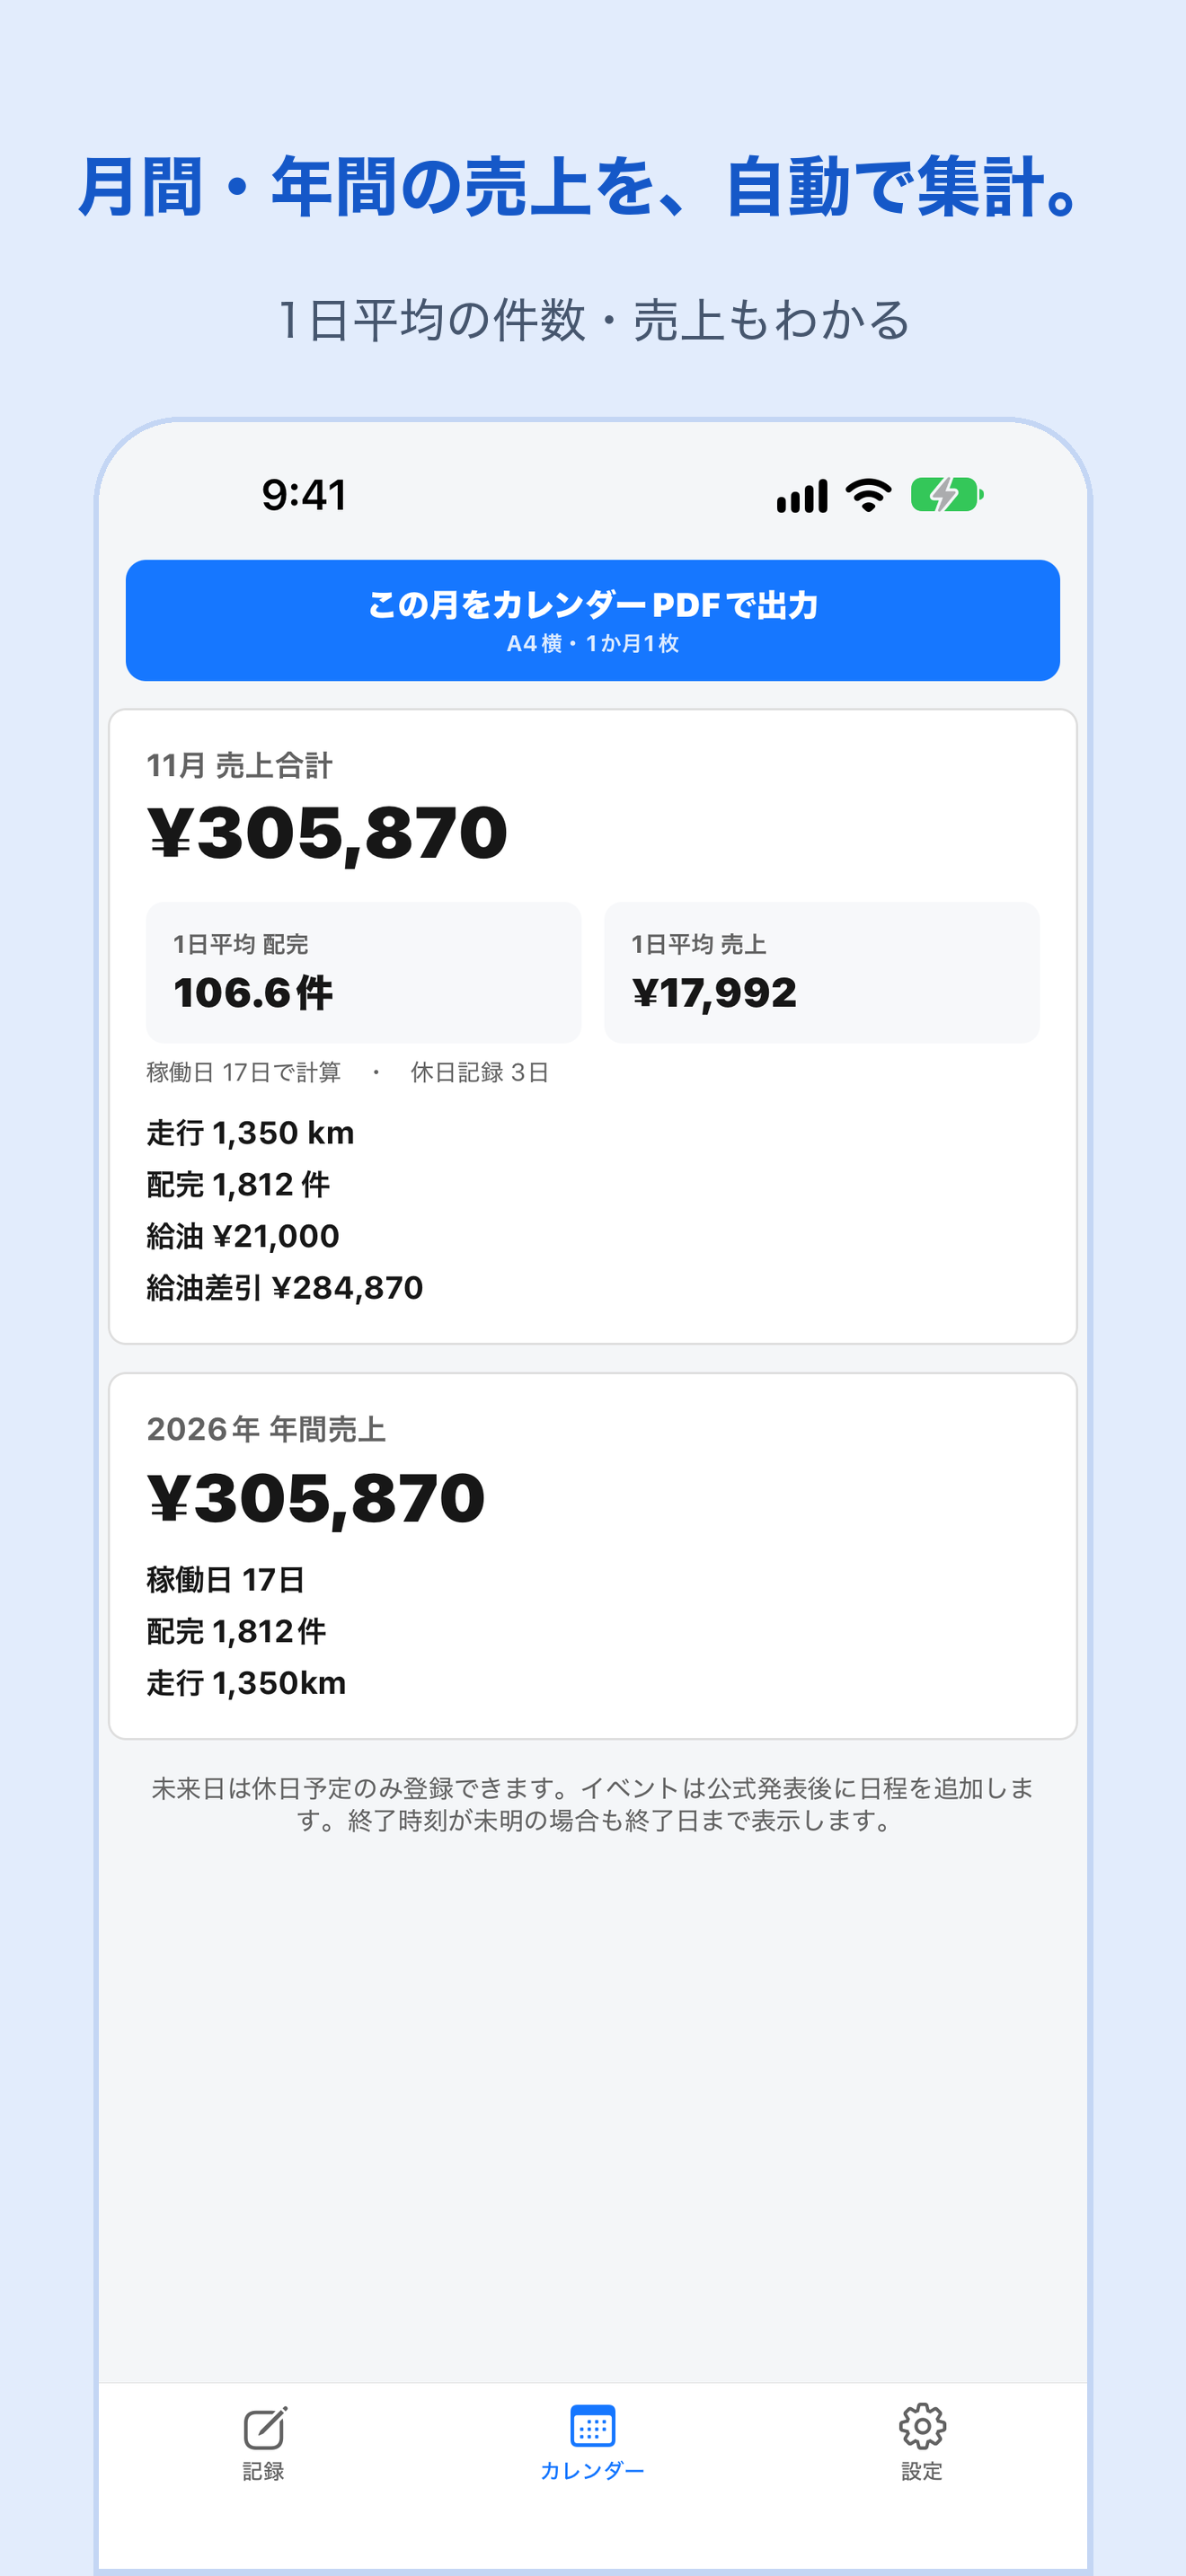 月間・年間の売上を、自動で集計。
1日平均の件数・売上もわかる
9:41
この月をカレンダーPDFで出力
A4横・1か月1枚
11月 売上合計
¥305,870
1日平均 配完
106.6件
1日平均 売上
¥17,992
稼働日 17日で計算 ・ 休日記録 3日
走行 1,350 km
配完 1,812 件
給油 ¥21,000
給油差引 ¥284,870
2026年 年間売上
¥305,870
稼働日 17日
配完 1,812件
走行 1,350km
未来日は休日予定のみ登録できます。イベントは公式発表後に日程を追加しま
す。終了時刻が未明の場合も終了日まで表示します。
記録
カレンダー
設定